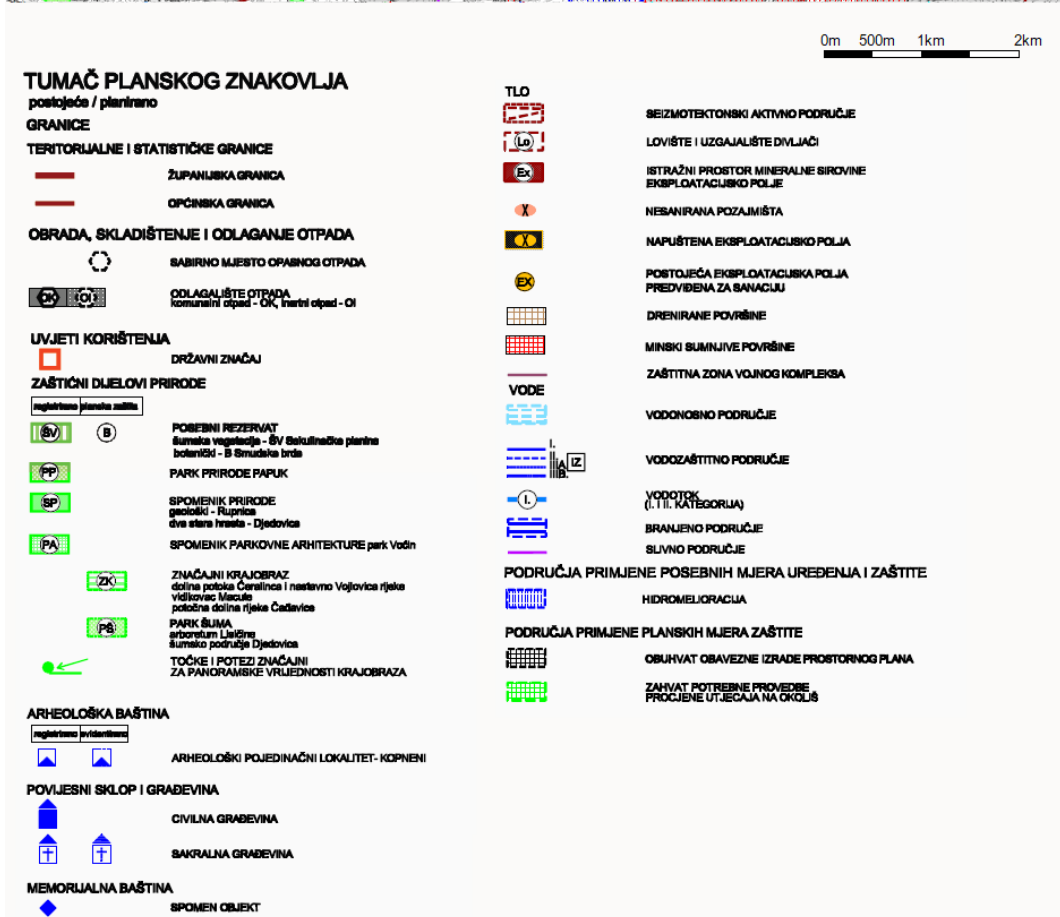 0m 500m 1km 2km
TUMAČ PLANSKOG ZNAKOVLJA
postojeće / planirano
GRANICE
TERITORIJALNE I STATISTIČKE GRANICE
ŽUPANIJSKA GRANICA
OPĆINSKA GRANICA
OBRADA, SKLADIŠTENJE I ODLAGANJE OTPADA
SABIRNO MJESTO OPASNOG OTPADA
OK OI
ODLAGALIŠTE OTPADA
komunalni otpad - OK, inertni otpad - OI
UVJETI KORIŠTENJA
DRŽAVNI ZNAČAJ
ZAŠTIĆNI DIJELOVI PRIRODE
registrirano planska zaštita
ŠV B
POSEBNI REZERVAT
šumska vegetacija - ŠV Sekulinačke planine
botanički - B Smudska brda
PP
PARK PRIRODE PAPUK
SP
SPOMENIK PRIRODE
geološki - Rupnica
dva stara hrasta - Djedovica
PA
SPOMENIK PARKOVNE ARHITEKTURE park Voćin
ZK
ZNAČAJNI KRAJOBRAZ
dolina potoka Čeralinca i nastavno Vojlovica rijeke
vidikovac Macute
potočna dolina rijeke Čađavica
PŠ
PARK ŠUMA
arboretum Lisičine
šumsko područje Djedovica
TOČKE I POTEZI ZNAČAJNI
ZA PANORAMSKE VRIJEDNOSTI KRAJOBRAZA
ARHEOLOŠKA BAŠTINA
registrirano evidentirano
ARHEOLOŠKI POJEDINAČNI LOKALITET- KOPNENI
POVIJESNI SKLOP I GRAĐEVINA
CIVILNA GRAĐEVINA
SAKRALNA GRAĐEVINA
MEMORIJALNA BAŠTINA
SPOMEN OBJEKT
TLO
SEIZMOTEKTONSKI AKTIVNO PODRUČJE
Lo
LOVIŠTE I UZGAJALIŠTE DIVLJAČI
Ex
ISTRAŽNI PROSTOR MINERALNE SIROVINE
EKSPLOATACIJSKO POLJE
X
NESANIRANA POZAJMIŠTA
X
NAPUŠTENA EKSPLOATACIJSKO POLJA
EX
POSTOJEĆA EKSPLOATACIJSKA POLJA
PREDVIĐENA ZA SANACIJU
DRENIRANE POVRŠINE
MINSKI SUMNJIVE POVRŠINE
ZAŠTITNA ZONA VOJNOG KOMPLEKSA
VODE
VODONOSNO PODRUČJE
I.
II.
IIIA.
IIIB.
IZ
VODOZAŠTITNO PODRUČJE
I.
VODOTOK
(I. I II. KATEGORIJA)
BRANJENO PODRUČJE
SLIVNO PODRUČJE
PODRUČJA PRIMJENE POSEBNIH MJERA UREĐENJA I ZAŠTITE
HIDROMELIORACIJA
PODRUČJA PRIMJENE PLANSKIH MJERA ZAŠTITE
OBUHVAT OBAVEZNE IZRADE PROSTORNOG PLANA
ZAHVAT POTREBNE PROVEDBE
PROCJENE UTJECAJA NA OKOLIŠ